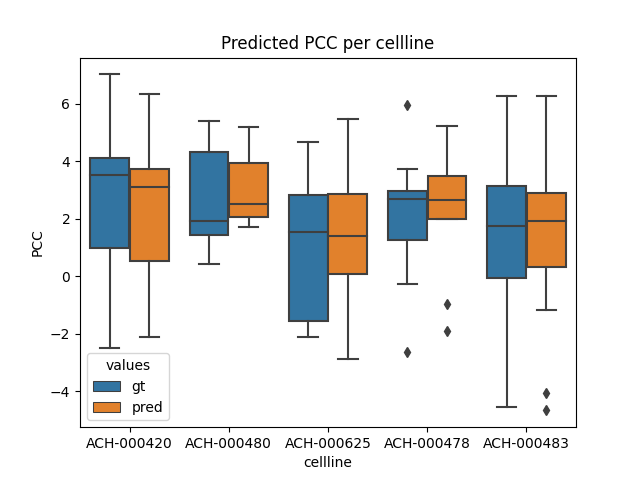 Predicted PCC per cellline
PCC
6
4
2
0
−2
−4
values
gt
pred
ACH-000420 ACH-000480 ACH-000625 ACH-000478 ACH-000483
cellline